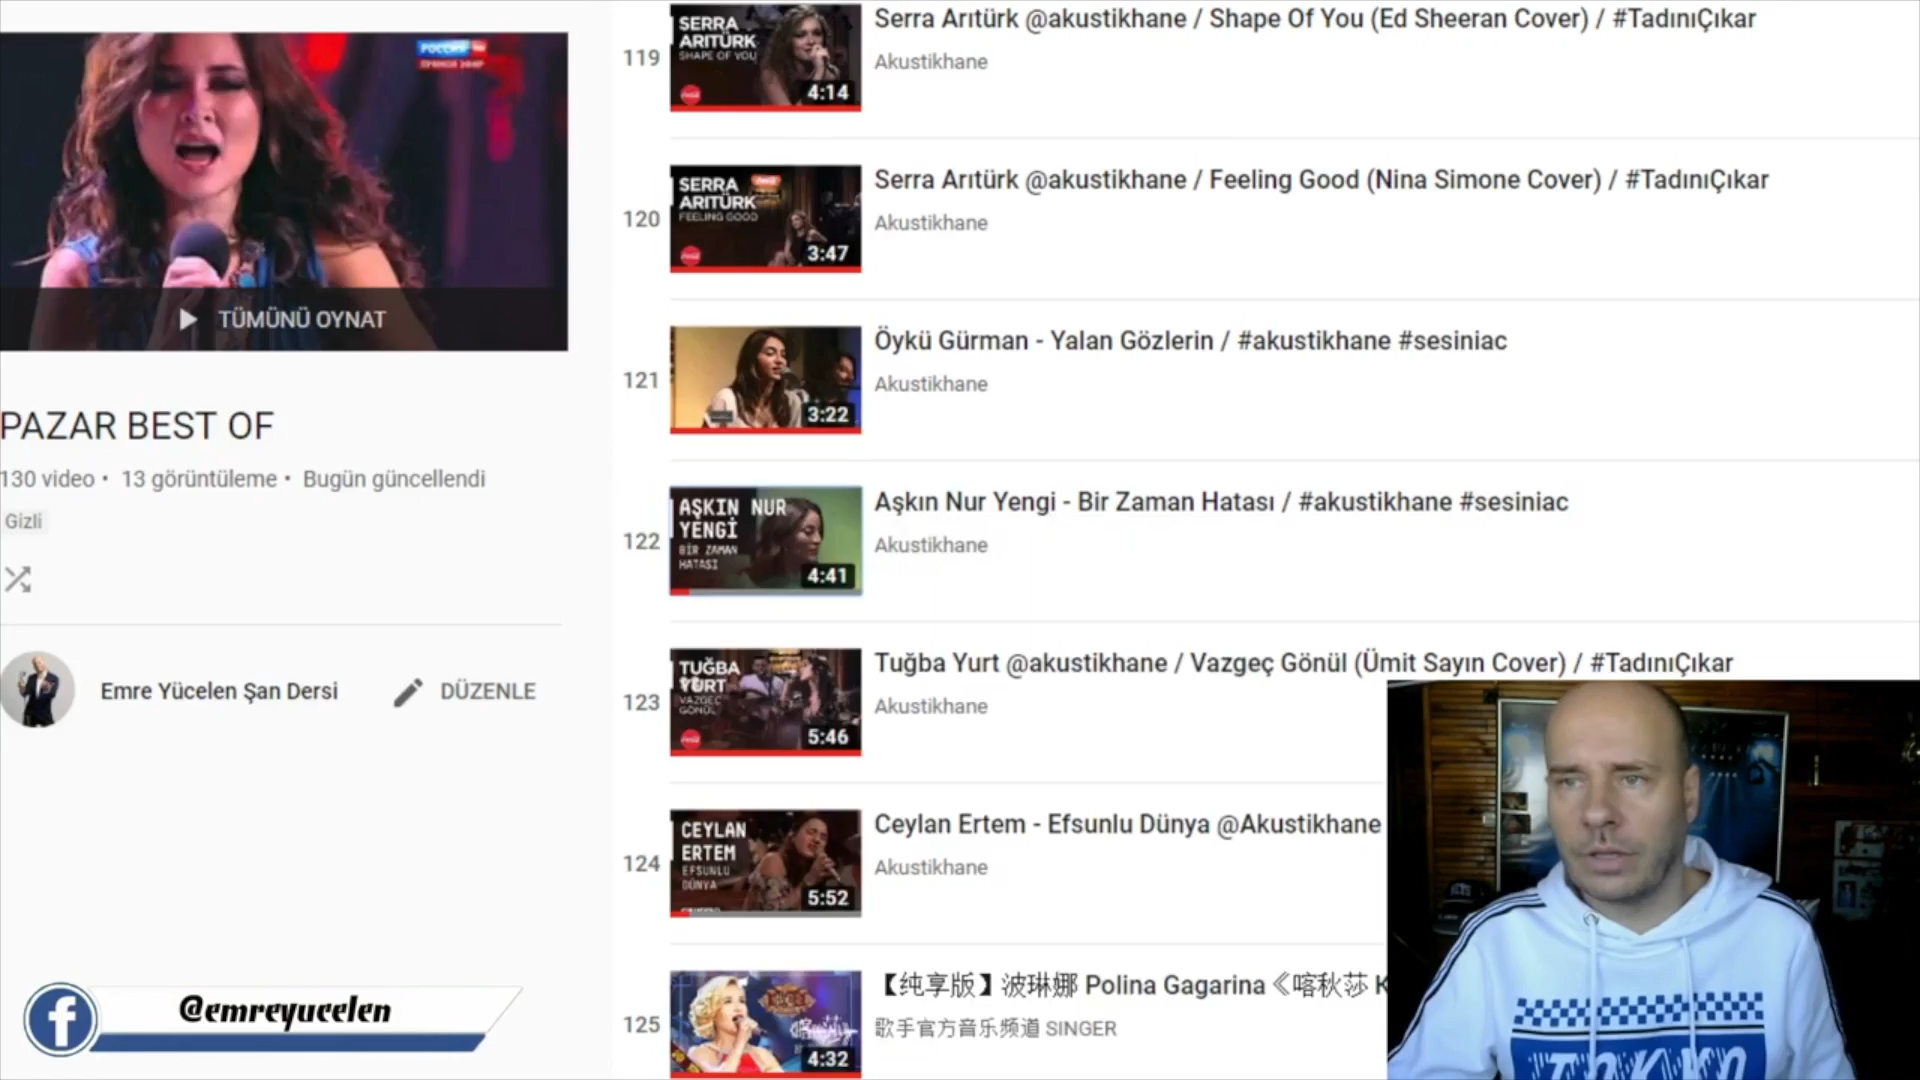 РОССИЯ
ПРЯМОЙ ЭФИР
TÜMÜNÜ OYNAT
PAZAR BEST OF
130 video • 13 görüntüleme • Bugün güncellendi
Gizli
Emre Yücelen Şan Dersi
DÜZENLE
@emreyucelen
119
SERRA
ARITÜRK
SHAPE OF YOU
4:14
Serra Arıtürk @akustikhane / Shape Of You (Ed Sheeran Cover) / #TadınıÇıkar
Akustikhane
120
SERRA
ARITÜRK
FEELING GOOD
3:47
Serra Arıtürk @akustikhane / Feeling Good (Nina Simone Cover) / #TadınıÇıkar
Akustikhane
121
3:22
Öykü Gürman - Yalan Gözlerin / #akustikhane #sesiniac
Akustikhane
122
AŞKIN NUR
YENGİ
BİR ZAMAN
HATASI
4:41
Aşkın Nur Yengi - Bir Zaman Hatası / #akustikhane #sesiniac
Akustikhane
123
TUĞBA
YURT
VAZGEÇ
GÖNÜL
5:46
Tuğba Yurt @akustikhane / Vazgeç Gönül (Ümit Sayın Cover) / #TadınıÇıkar
Akustikhane
124
CEYLAN
ERTEM
EFSUNLU
DÜNYA
5:52
Ceylan Ertem - Efsunlu Dünya @Akustikhane
Akustikhane
125
4:32
【纯享版】波琳娜 Polina Gagarina《喀秋莎 K
歌手官方音乐频道 SINGER